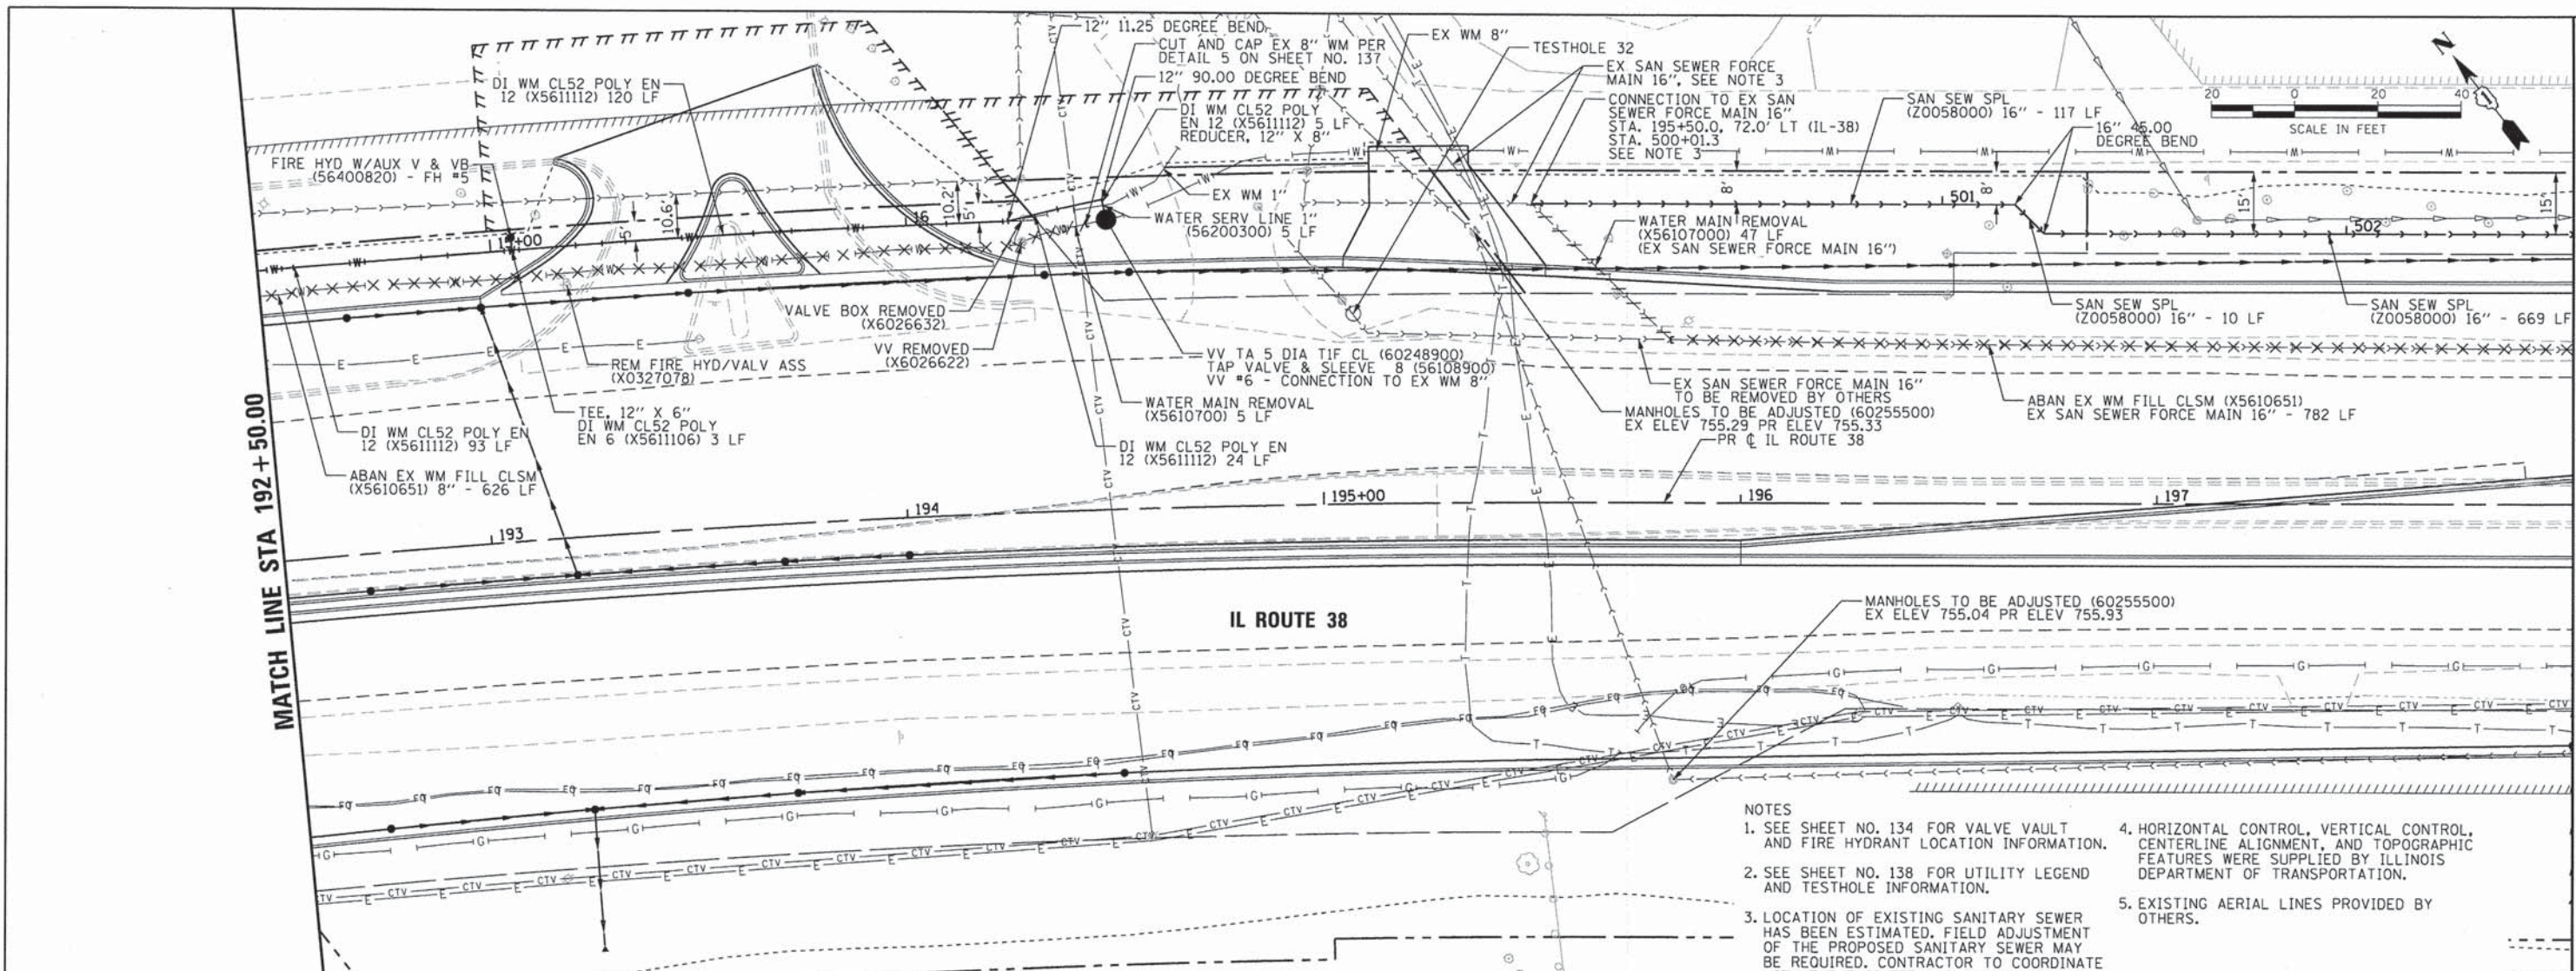 12" 11.25 DEGREE BEND
CUT AND CAP EX 8" WM PER
DETAIL 5 ON SHEET NO. 137
12" 90.00 DEGREE BEND
DI WM CL52 POLY
EN 12 (X5611112) 5 LF
REDUCER, 12" X 8"
DI WM CL52 POLY EN
12 (X5611112) 120 LF
FIRE HYD W/AUX V & VB
(56400820) - FH #5
EX WM 8"
TESTHOLE 32
EX SAN SEWER FORCE
MAIN 16", SEE NOTE 3
CONNECTION TO EX SAN
SEWER FORCE MAIN 16"
STA. 195+50.0, 72.0' LT (IL-38)
STA. 500+01.3
SEE NOTE 3
SAN SEW SPL
(Z0058000) 16" - 117 LF
16" 45.00
DEGREE BEND
N
20 0 20 40
SCALE IN FEET
EX WM 1"
WATER SERV LINE 1"
(56200300) 5 LF
10.6'
5'
10.2'
5'
16
8'
8'
15'
15'
501
502
WATER MAIN REMOVAL
(X56107000) 47 LF
(EX SAN SEWER FORCE MAIN 16")
SAN SEW SPL
(Z0058000) 16" - 10 LF
SAN SEW SPL
(Z0058000) 16" - 669 LF
VALVE BOX REMOVED
(X6026632)
VV REMOVED
(X6026622)
REM FIRE HYD/VALV ASS
(X0327078)
VV TA 5 DIA T1F CL (60248900)
TAP VALVE & SLEEVE 8 (56108900)
VV #6 - CONNECTION TO EX WM 8"
WATER MAIN REMOVAL
(X5610700) 5 LF
DI WM CL52 POLY EN
12 (X5611112) 24 LF
TEE, 12" X 6"
DI WM CL52 POLY
EN 6 (X5611106) 3 LF
DI WM CL52 POLY EN
12 (X5611112) 93 LF
ABAN EX WM FILL CLSM
(X5610651) 8" - 626 LF
EX SAN SEWER FORCE MAIN 16"
TO BE REMOVED BY OTHERS
MANHOLES TO BE ADJUSTED (60255500)
EX ELEV 755.29 PR ELEV 755.33
PR ℄ IL ROUTE 38
ABAN EX WM FILL CLSM (X5610651)
EX SAN SEWER FORCE MAIN 16" - 782 LF
MATCH LINE STA 192+50.00
193
194
195+00
196
197
IL ROUTE 38
MANHOLES TO BE ADJUSTED (60255500)
EX ELEV 755.04 PR ELEV 755.93
NOTES
1. SEE SHEET NO. 134 FOR VALVE VAULT
AND FIRE HYDRANT LOCATION INFORMATION.
2. SEE SHEET NO. 138 FOR UTILITY LEGEND
AND TESTHOLE INFORMATION.
3. LOCATION OF EXISTING SANITARY SEWER
HAS BEEN ESTIMATED. FIELD ADJUSTMENT
OF THE PROPOSED SANITARY SEWER MAY
BE REQUIRED. CONTRACTOR TO COORDINATE
4. HORIZONTAL CONTROL, VERTICAL CONTROL,
CENTERLINE ALIGNMENT, AND TOPOGRAPHIC
FEATURES WERE SUPPLIED BY ILLINOIS
DEPARTMENT OF TRANSPORTATION.
5. EXISTING AERIAL LINES PROVIDED BY
OTHERS.